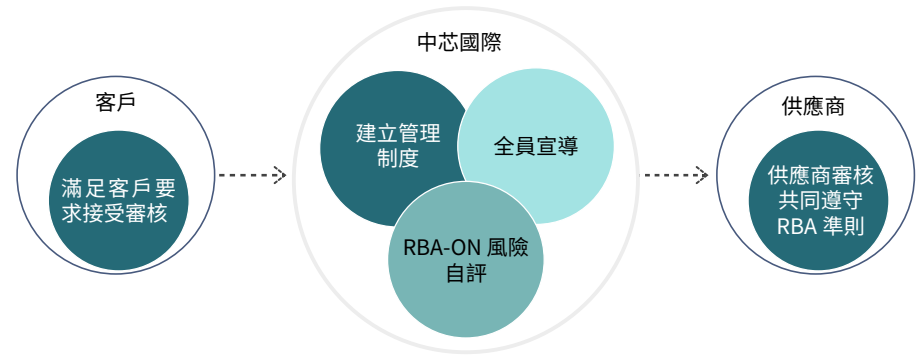 客戶
滿足客戶要
求接受審核
中芯國際
建立管理
制度
全員宣導
RBA-ON 風險
自評
供應商
供應商審核
共同遵守
RBA 準則